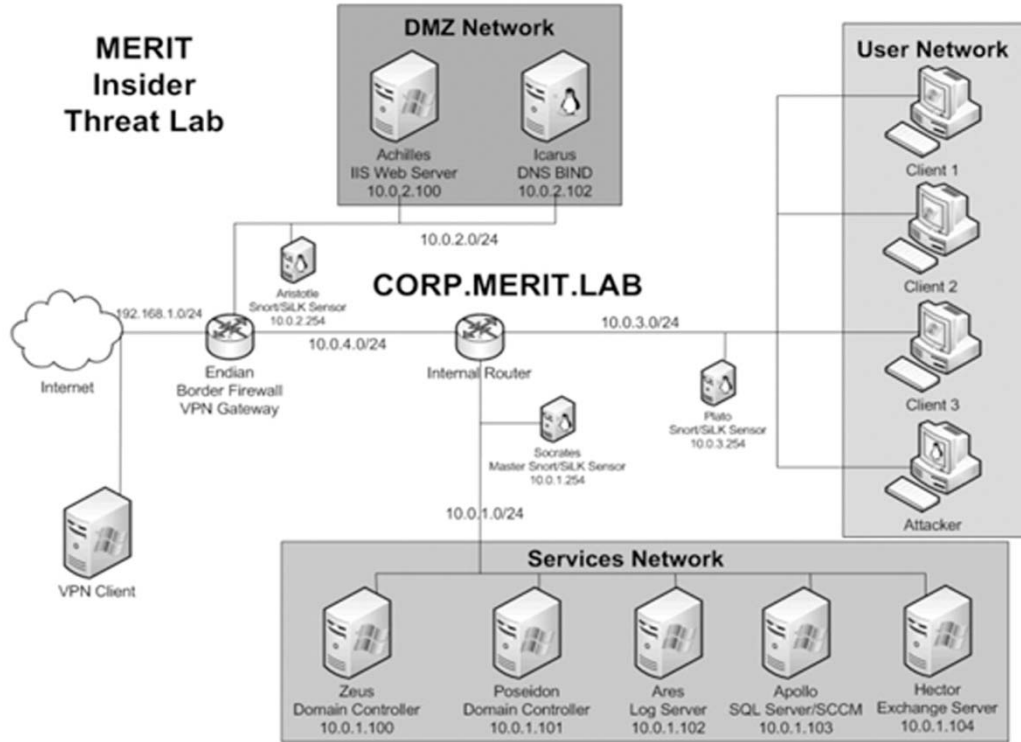 MERIT
Insider
Threat Lab
DMZ Network
Achilles
IIS Web Server
10.0.2.100
Icarus
DNS BIND
10.0.2.102
User Network
Client 1
Client 2
Client 3
Attacker
10.0.2.0/24
Aristotle
Snort/SiLK Sensor
10.0.2.254
CORP.MERIT.LAB
192.168.1.0/24
Internet
Endian
Border Firewall
VPN Gateway
10.0.4.0/24
Internal Router
10.0.3.0/24
Plato
Snort/SiLK Sensor
10.0.3.254
Socrates
Master Snort/SiLK Sensor
10.0.1.254
10.0.1.0/24
VPN Client
Services Network
Zeus
Domain Controller
10.0.1.100
Poseidon
Domain Controller
10.0.1.101
Ares
Log Server
10.0.1.102
Apollo
SQL Server/SCCM
10.0.1.103
Hector
Exchange Server
10.0.1.104